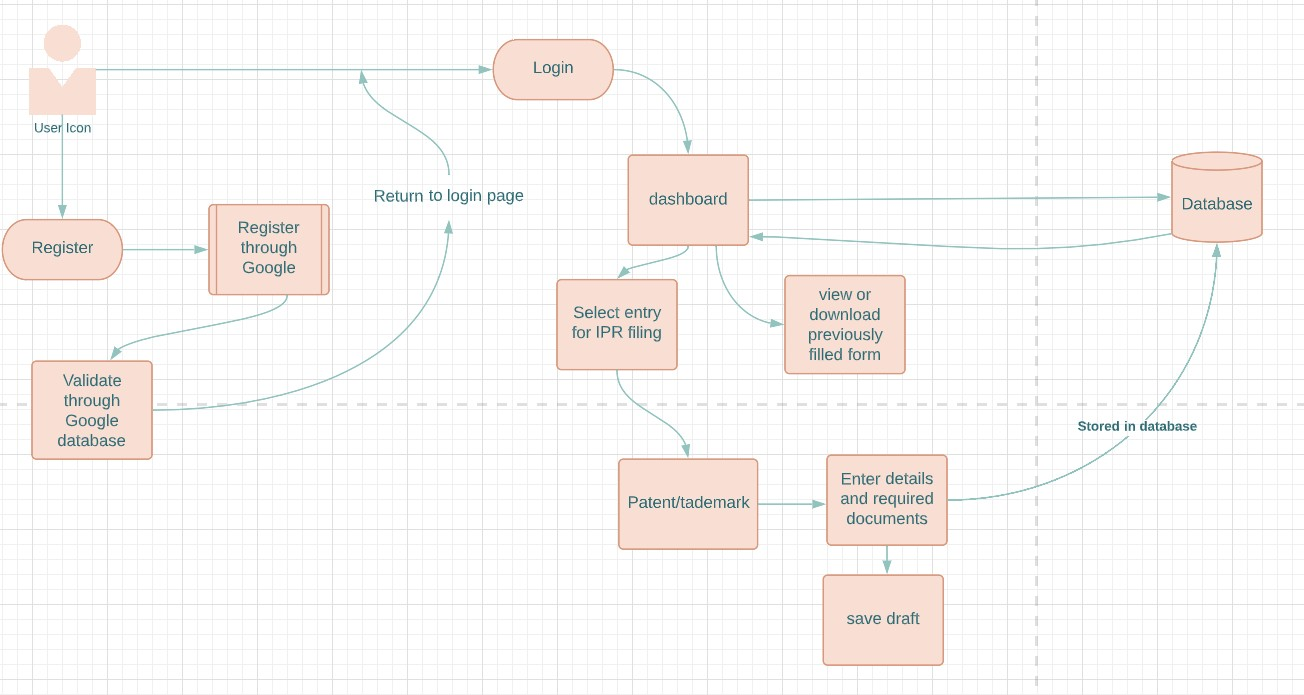 User Icon
Login
Return to login page
dashboard
Database
Register
Register
through
Google
Select entry
for IPR filing
view or
download
previously
filled form
Validate
through
Google
database
Stored in database
Patent/tademark
Enter details
and required
documents
save draft